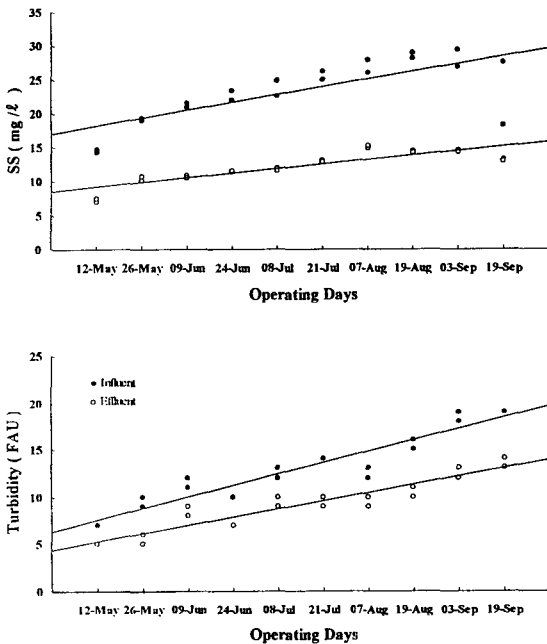 35
30
25
20
15
10
5
0
SS ( mg /ℓ )
12-May 26-May 09-Jun 24-Jun 08-Jul 21-Jul 07-Aug 19-Aug 03-Sep 19-Sep
Operating Days
25
20
15
10
5
0
Turbidity ( FAU )
Influent
Effluent
12-May 26-May 09-Jun 24-Jun 08-Jul 21-Jul 07-Aug 19-Aug 03-Sep 19-Sep
Operating Days